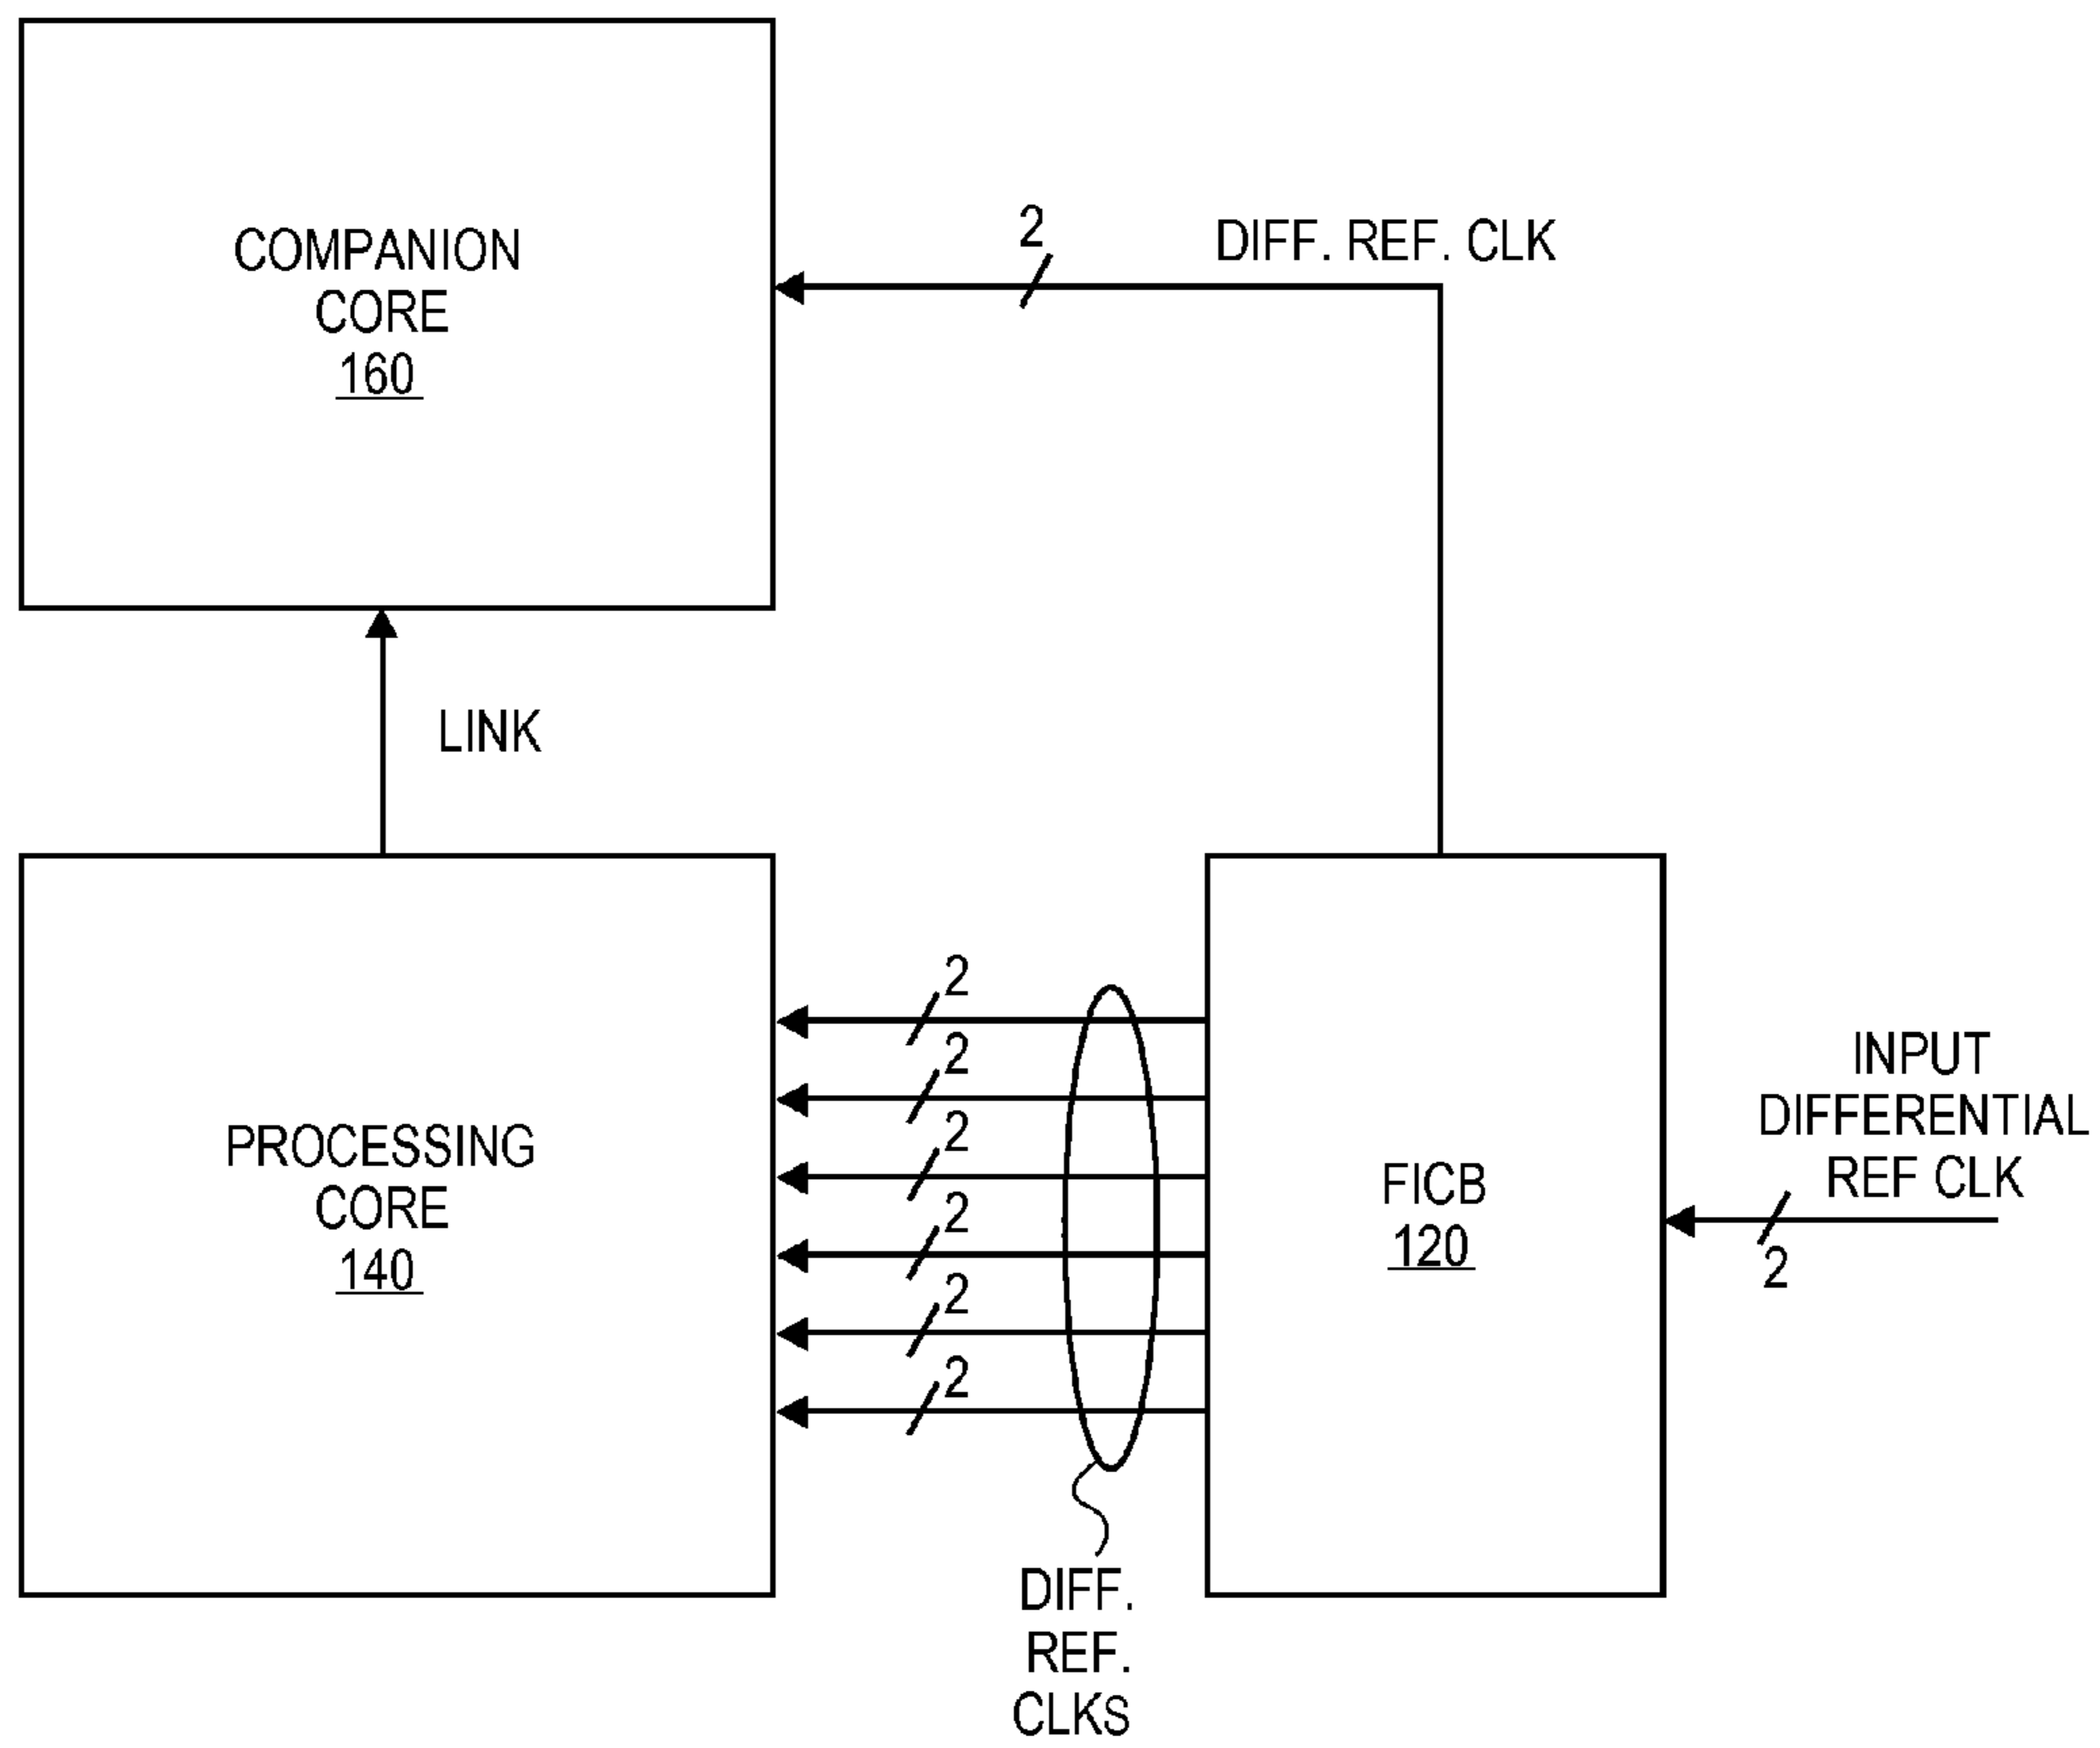 COMPANION
CORE
160
2
DIFF. REF. CLK
LINK
PROCESSING
CORE
140
2
2
2
2
2
2
DIFF.
REF.
CLKS
FICB
120
INPUT
DIFFERENTIAL
REF CLK
2